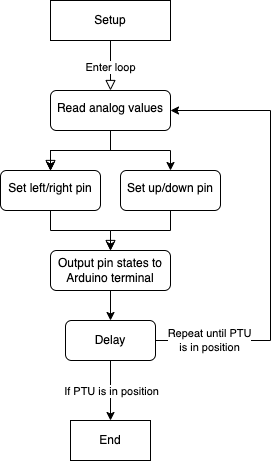 Setup
Enter loop
Read analog values
Set left/right pin
Set up/down pin
Output pin states to
Arduino terminal
Delay
Repeat until PTU
is in position
If PTU is in position
End